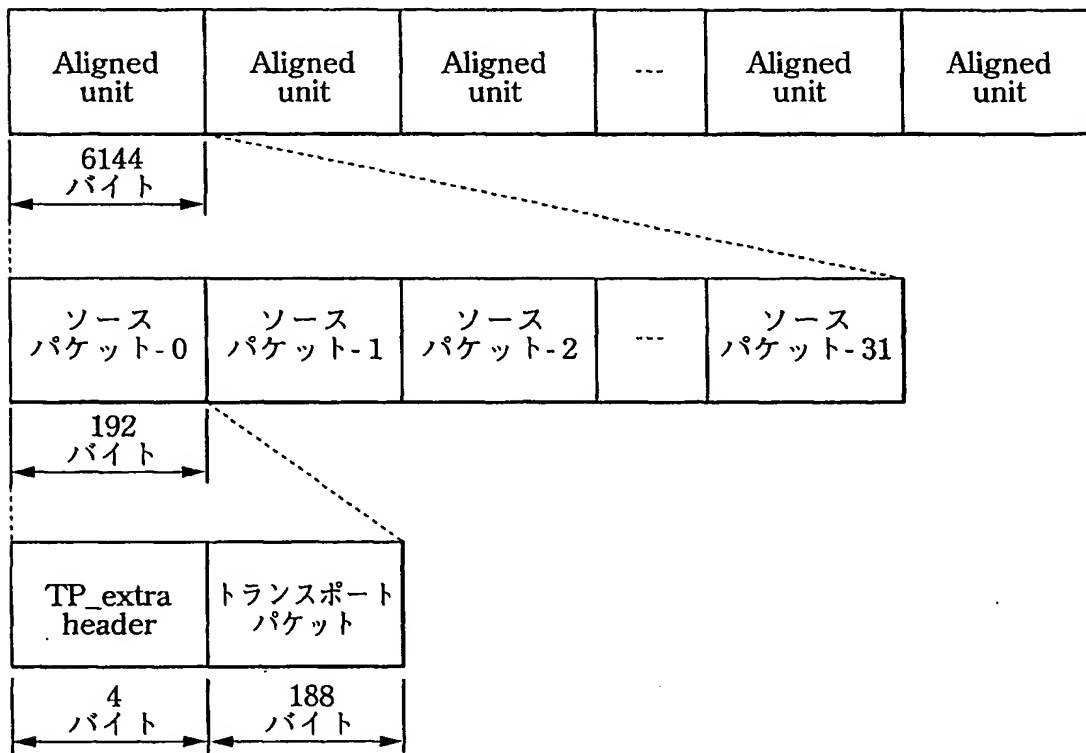 Aligned
unit
Aligned
unit
Aligned
unit
---
Aligned
unit
Aligned
unit
6144
バイト
ソース
パケット-0
ソース
パケット-1
ソース
パケット-2
---
ソース
パケット-31
192
バイト
TP_extra
header
トランスポート
パケット
4
バイト
188
バイト